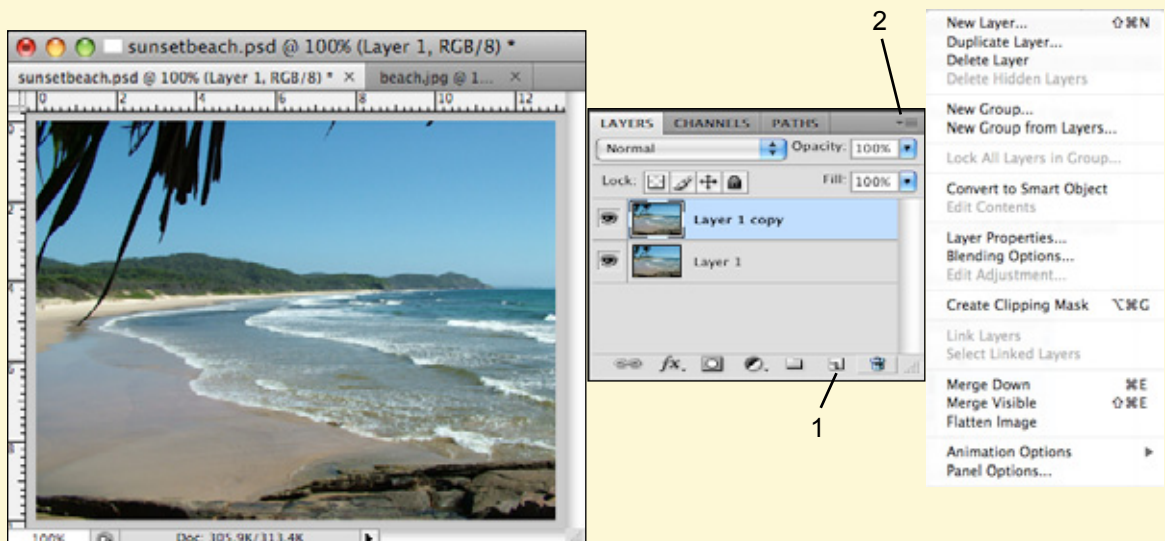 sunsetbeach.psd @ 100% (Layer 1, RGB/8) *
sunsetbeach.psd @ 100% (Layer 1, RGB/8) * × beach.jpg @ 1... ×
0 2 4 6 8 10 12
0
2
4
6
8
100% Doc: 305.9K/313.4K
2
LAYERS CHANNELS PATHS
Normal Opacity: 100%
Lock: Fill: 100%
Layer 1 copy
Layer 1
fx.
1
New Layer... ⇧⌘N
Duplicate Layer...
Delete Layer
Delete Hidden Layers
New Group...
New Group from Layers...
Lock All Layers in Group...
Convert to Smart Object
Edit Contents
Layer Properties...
Blending Options...
Edit Adjustment...
Create Clipping Mask ⌥⌘G
Link Layers
Select Linked Layers
Merge Down ⌘E
Merge Visible ⇧⌘E
Flatten Image
Animation Options
Panel Options...